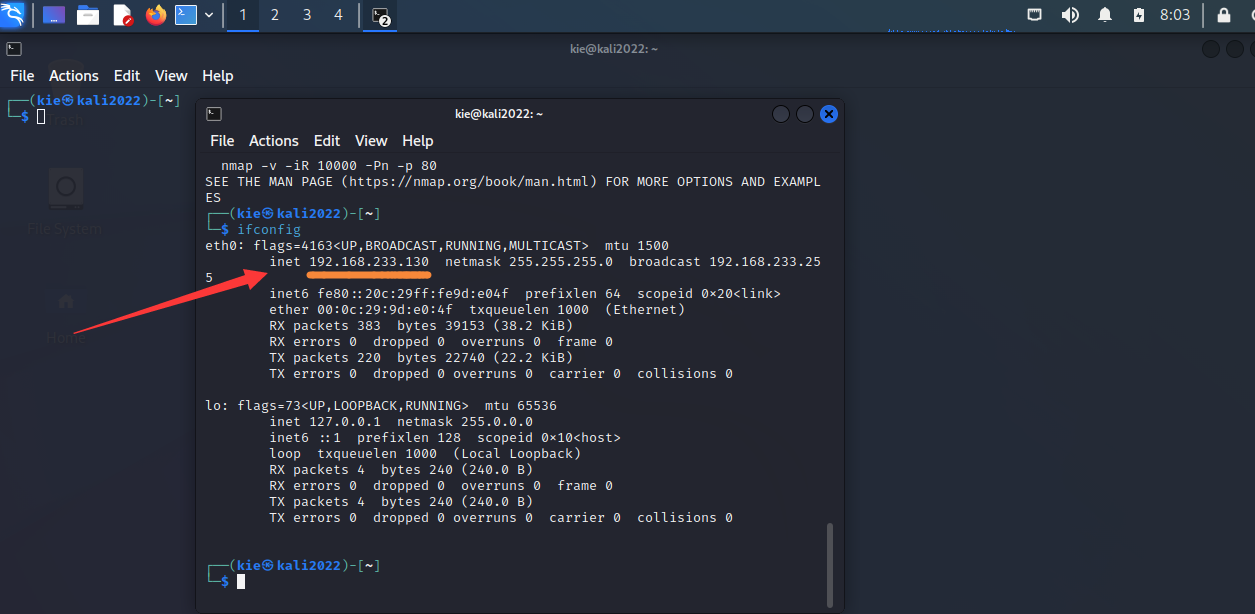 1 2 3 4 2 8:03
kie@kali2022: ~
File Actions Edit View Help
┌──(kie㉿kali2022)-[~]
└─$
Trash
File System
Home
kie@kali2022: ~
File Actions Edit View Help
nmap -v -iR 10000 -Pn -p 80
SEE THE MAN PAGE (https://nmap.org/book/man.html) FOR MORE OPTIONS AND EXAMPL
ES
┌──(kie㉿kali2022)-[~]
└─$ ifconfig
eth0: flags=4163<UP,BROADCAST,RUNNING,MULTICAST>  mtu 1500
inet 192.168.233.130  netmask 255.255.255.0  broadcast 192.168.233.25
5
inet6 fe80::20c:29ff:fe9d:e04f  prefixlen 64  scopeid 0×20<link>
ether 00:0c:29:9d:e0:4f  txqueuelen 1000  (Ethernet)
RX packets 383  bytes 39153 (38.2 KiB)
RX errors 0  dropped 0  overruns 0  frame 0
TX packets 220  bytes 22740 (22.2 KiB)
TX errors 0  dropped 0 overruns 0  carrier 0  collisions 0
lo: flags=73<UP,LOOPBACK,RUNNING>  mtu 65536
inet 127.0.0.1  netmask 255.0.0.0
inet6 ::1  prefixlen 128  scopeid 0×10<host>
loop  txqueuelen 1000  (Local Loopback)
RX packets 4  bytes 240 (240.0 B)
RX errors 0  dropped 0  overruns 0  frame 0
TX packets 4  bytes 240 (240.0 B)
TX errors 0  dropped 0 overruns 0  carrier 0  collisions 0
┌──(kie㉿kali2022)-[~]
└─$